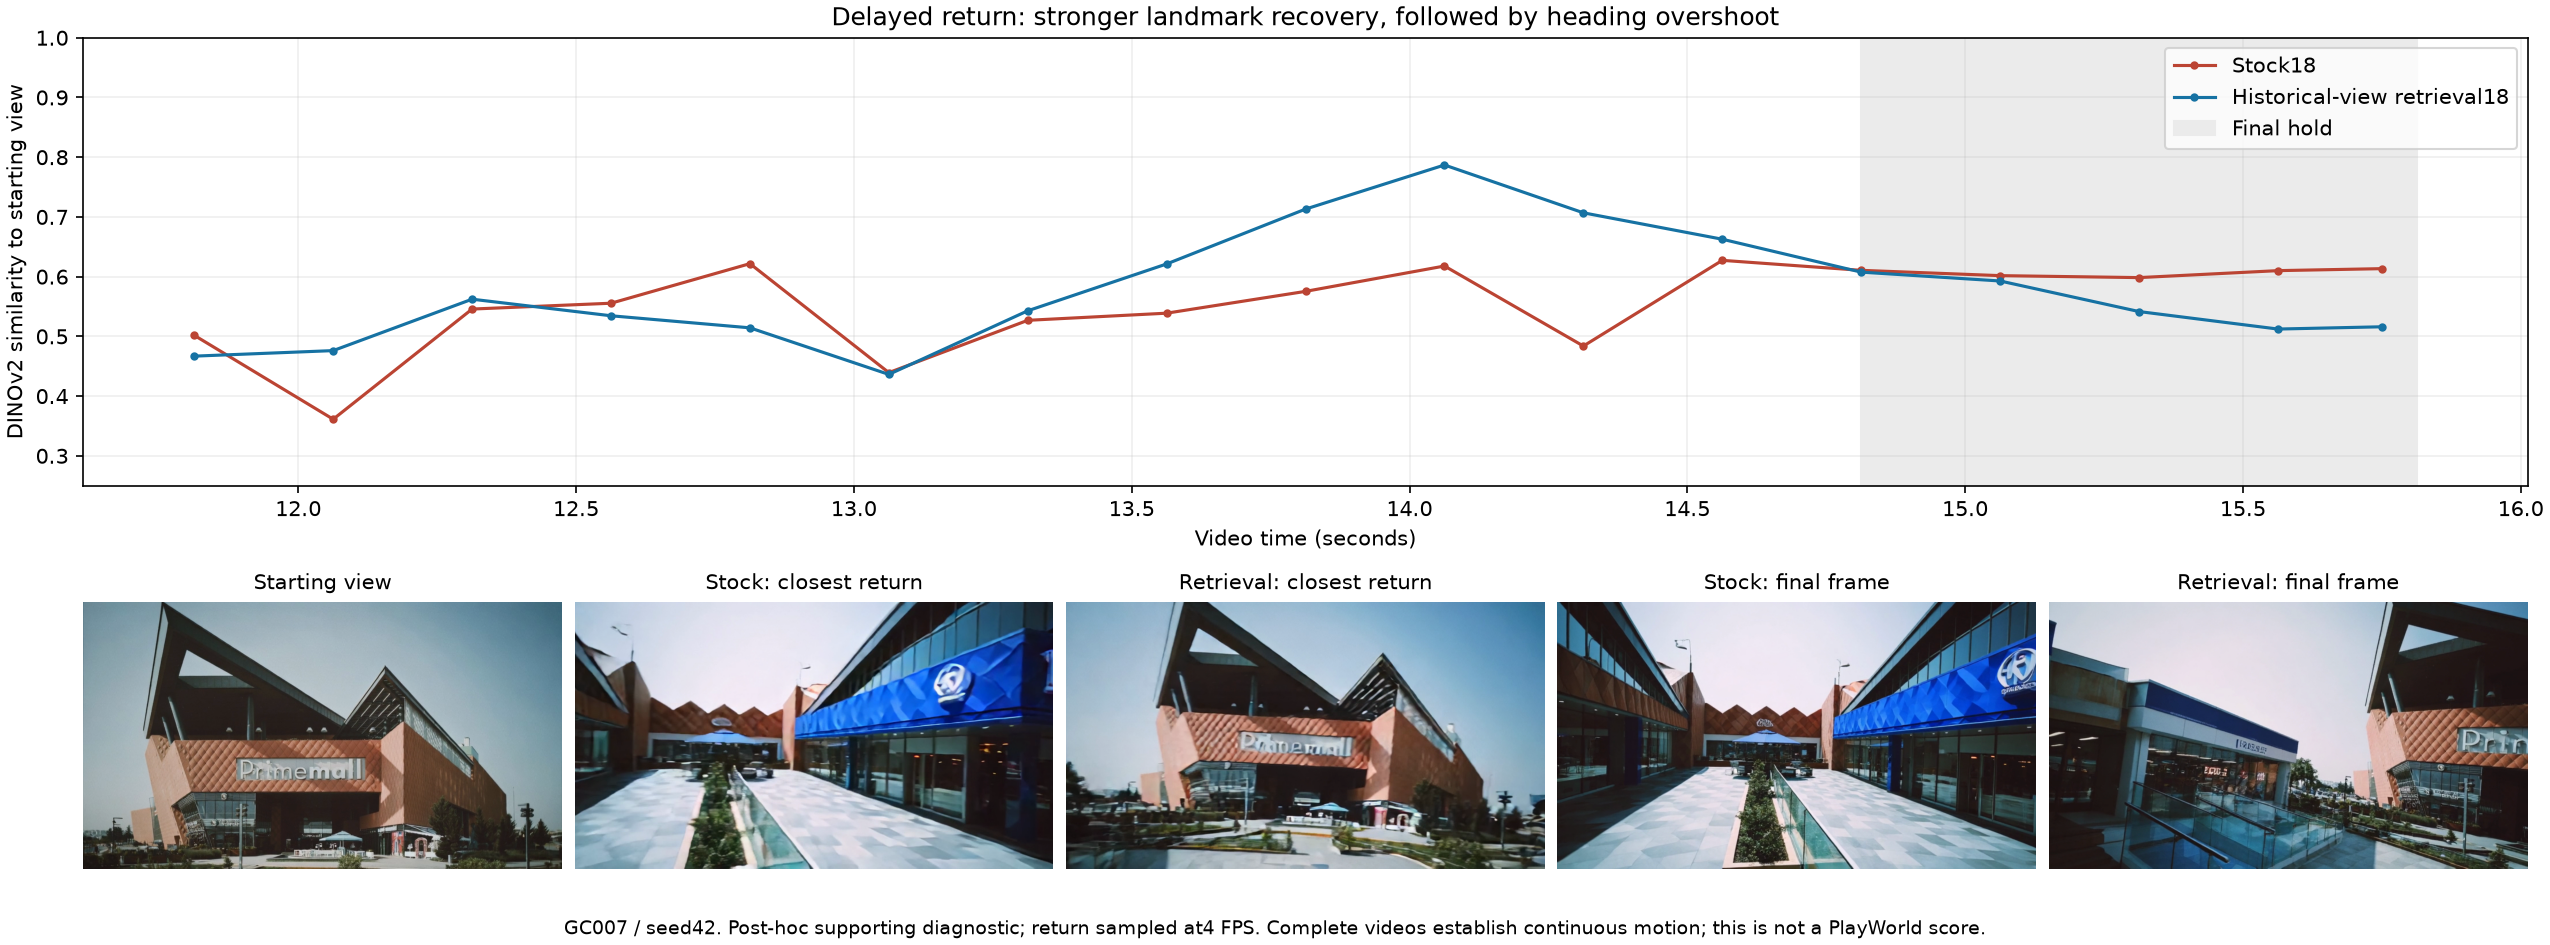 Delayed return: stronger landmark recovery, followed by heading overshoot
DINOv2 similarity to starting view
1.0
0.9
0.8
0.7
0.6
0.5
0.4
0.3
Stock18
Historical-view retrieval18
Final hold
12.0 12.5 13.0 13.5 14.0 14.5 15.0 15.5 16.0
Video time (seconds)
Starting view Stock: closest return Retrieval: closest return Stock: final frame Retrieval: final frame
Primemall
Primemall
Prim
GC007 / seed42. Post-hoc supporting diagnostic; return sampled at4 FPS. Complete videos establish continuous motion; this is not a PlayWorld score.